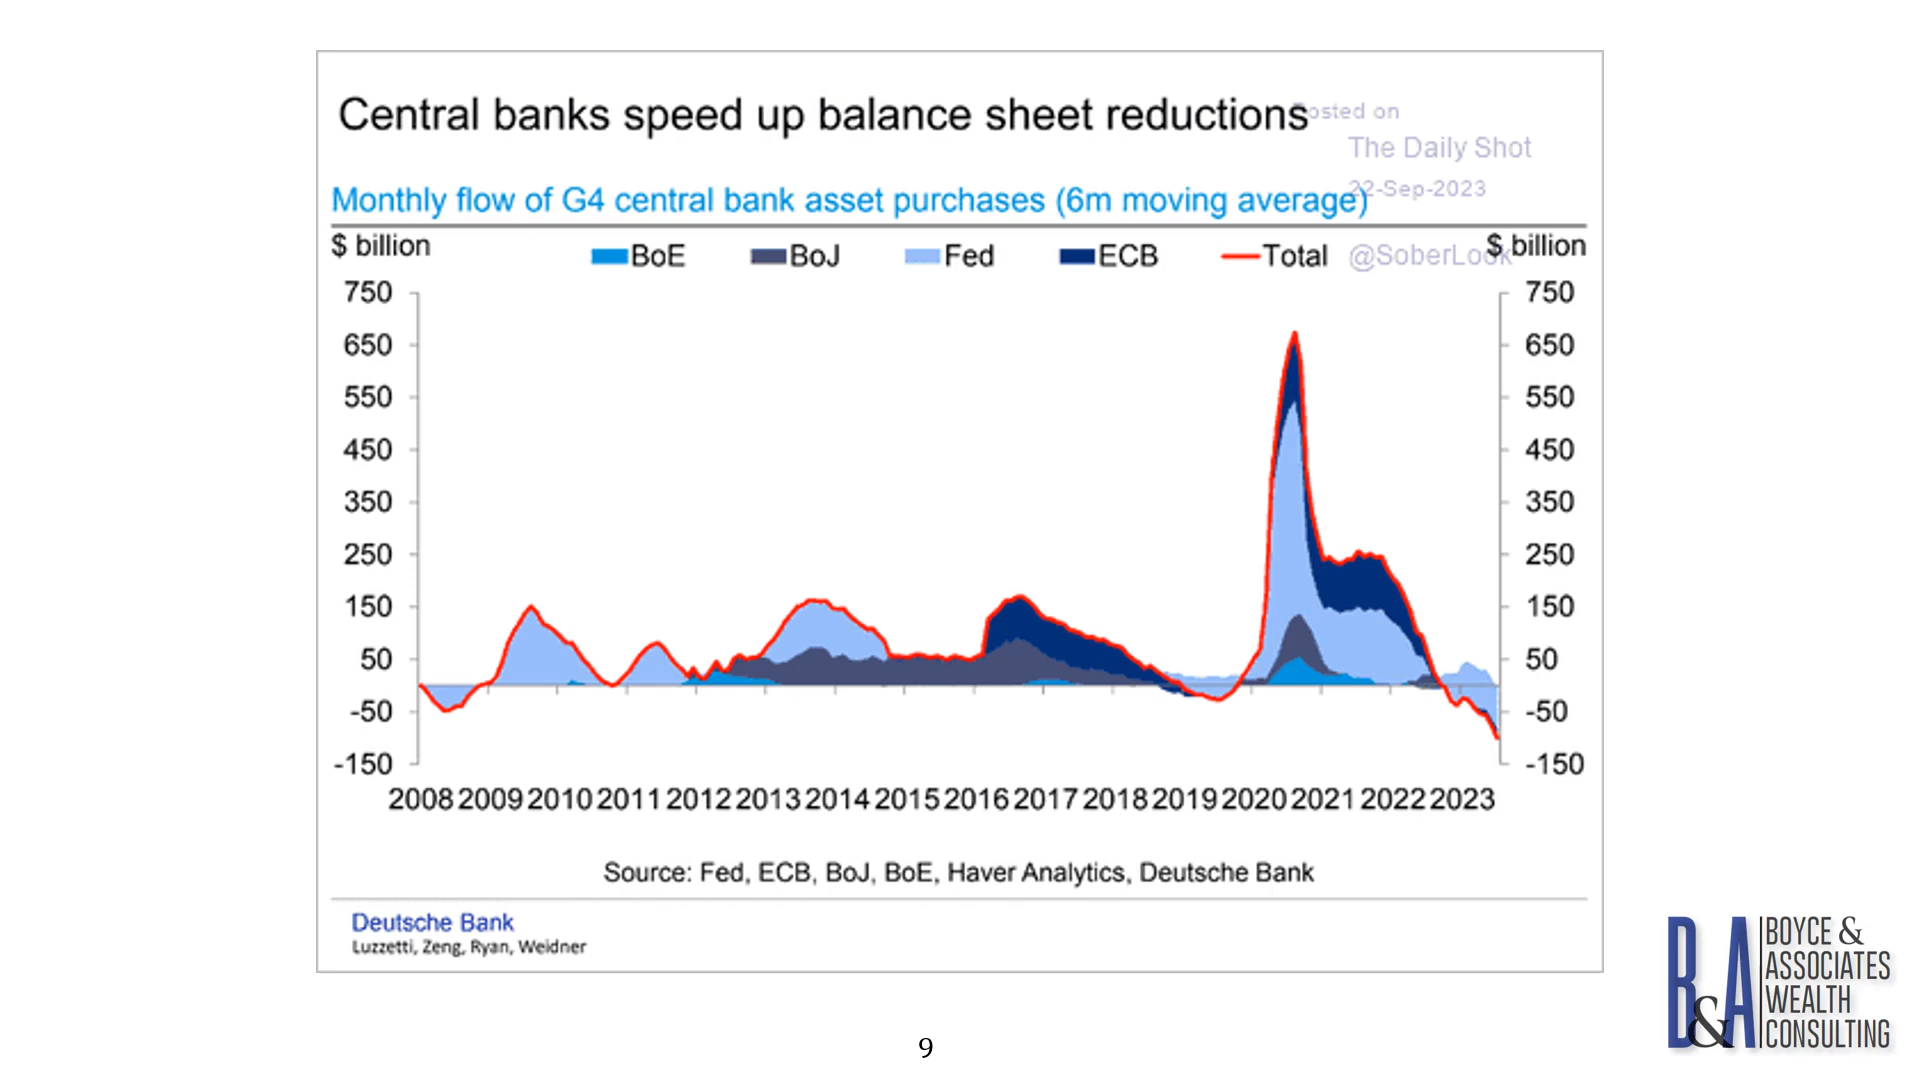 Central banks speed up balance sheet reductions
Posted on
The Daily Shot
22-Sep-2023
Monthly flow of G4 central bank asset purchases (6m moving average)
$ billion
BoE BoJ Fed ECB Total
@SoberLook
$ billion
750 750
650 650
550 550
450 450
350 350
250 250
150 150
50 50
-50 -50
-150 -150
2008 2009 2010 2011 2012 2013 2014 2015 2016 2017 2018 2019 2020 2021 2022 2023
Source: Fed, ECB, BoJ, BoE, Haver Analytics, Deutsche Bank
Deutsche Bank
Luzzetti, Zeng, Ryan, Weidner
B&A
BOYCE &
ASSOCIATES
WEALTH
CONSULTING
9